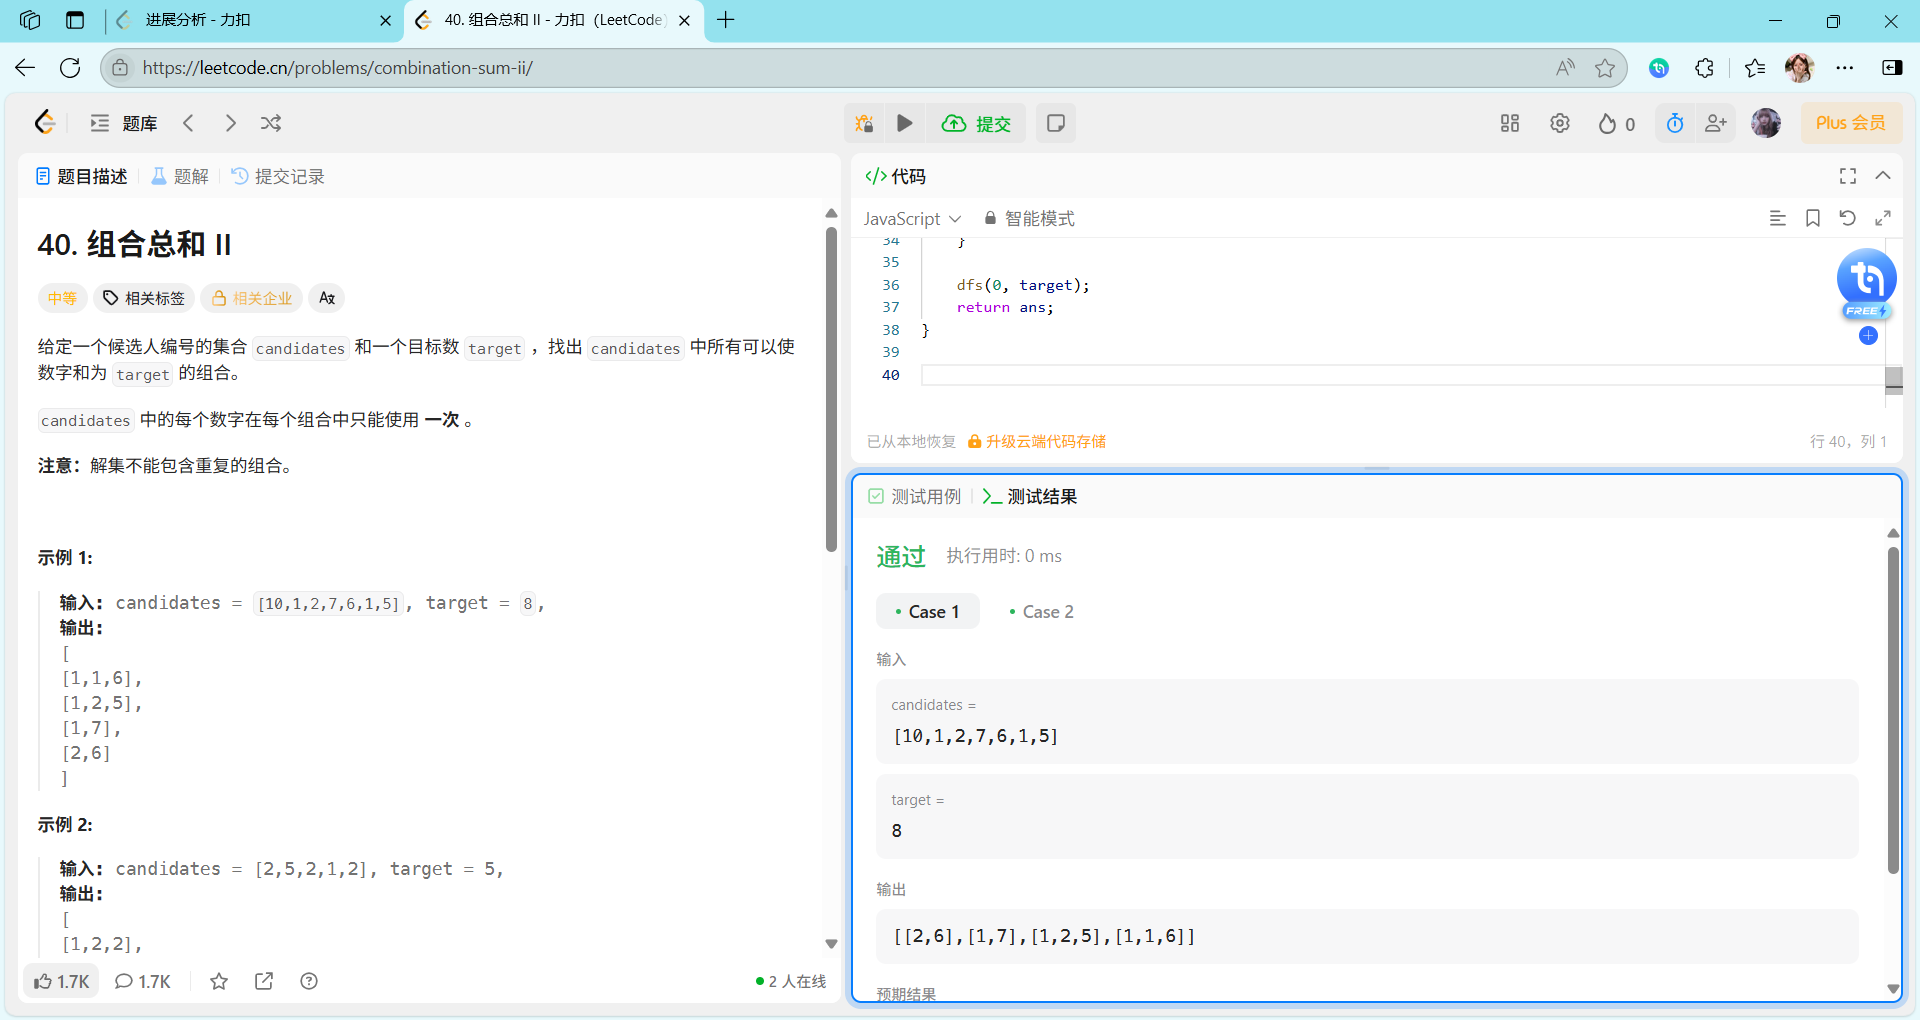 进展分析 - 力扣
40. 组合总和 II - 力扣（LeetCode）
https://leetcode.cn/problems/combination-sum-ii/
题库
提交
0
Plus 会员
题目描述
题解
提交记录
40. 组合总和 II
中等
相关标签
相关企业
给定一个候选人编号的集合 candidates 和一个目标数 target ，找出 candidates 中所有可以使
数字和为 target 的组合。
candidates 中的每个数字在每个组合中只能使用 一次 。
注意：解集不能包含重复的组合。
示例 1:
输入: candidates = [10,1,2,7,6,1,5], target = 8,
输出:
[
[1,1,6],
[1,2,5],
[1,7],
[2,6]
]
示例 2:
输入: candidates = [2,5,2,1,2], target = 5,
输出:
[
[1,2,2],
1.7K
1.7K
2 人在线
</> 代码
JavaScript
智能模式
34 }
35
36 dfs(0, target);
37 return ans;
38 }
39
40
FREE
已从本地恢复
升级云端代码存储
行 40，列 1
测试用例
测试结果
通过
执行用时: 0 ms
Case 1
Case 2
输入
candidates =
[10,1,2,7,6,1,5]
target =
8
输出
[[2,6],[1,7],[1,2,5],[1,1,6]]
预期结果